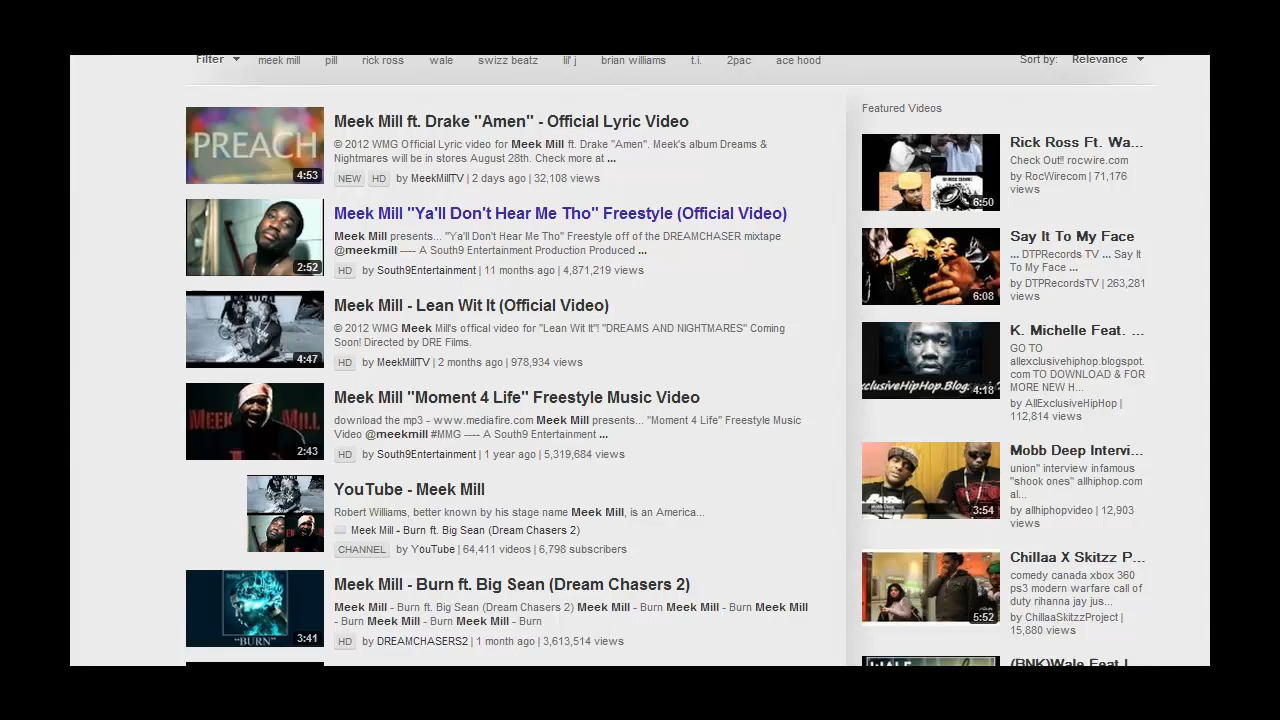 Filter meek mill pill rick ross wale swizz beatz lil' j brian williams t.i. 2pac ace hood Sort by: Relevance
PREACH
4:53
Meek Mill ft. Drake "Amen" - Official Lyric Video
© 2012 WMG Official Lyric video for Meek Mill ft. Drake "Amen". Meek's album Dreams &
Nightmares will be in stores August 28th. Check more at ...
NEW HD by MeekMillTV | 2 days ago | 32,108 views
2:52
Meek Mill "Ya'll Don't Hear Me Tho" Freestyle (Official Video)
Meek Mill presents... "Ya'll Don't Hear Me Tho" Freestyle off of the DREAMCHASER mixtape
@meekmill ---- A South9 Entertainment Production Produced ...
HD by South9Entertainment | 11 months ago | 4,871,219 views
4:47
Meek Mill - Lean Wit It (Official Video)
© 2012 WMG Meek Mill's offical video for "Lean Wit It"! "DREAMS AND NIGHTMARES" Coming
Soon! Directed by DRE Films.
HD by MeekMillTV | 2 months ago | 978,934 views
MEEK MILL
2:43
Meek Mill "Moment 4 Life" Freestyle Music Video
download the mp3 - www.mediafire.com Meek Mill presents... "Moment 4 Life" Freestyle Music
Video @meekmill #MMG ---- A South9 Entertainment ...
HD by South9Entertainment | 1 year ago | 5,319,684 views
YouTube - Meek Mill
Robert Williams, better known by his stage name Meek Mill, is an America...
Meek Mill - Burn ft. Big Sean (Dream Chasers 2)
CHANNEL by YouTube | 64,411 videos | 6,798 subscribers
"BURN"
3:41
Meek Mill - Burn ft. Big Sean (Dream Chasers 2)
Meek Mill - Burn ft. Big Sean (Dream Chasers 2) Meek Mill - Burn Meek Mill - Burn Meek Mill
- Burn Meek Mill - Burn Meek Mill - Burn
HD by DREAMCHASERS2 | 1 month ago | 3,613,514 views
Featured Videos
6:50
Rick Ross Ft. Wa...
Check Out!! rocwire.com
by RocWirecom | 71,176
views
6:08
Say It To My Face
... DTPRecords TV ... Say It
To My Face ...
by DTPRecordsTV | 263,281
views
xclusiveHipHop.Blog
4:18
K. Michelle Feat. ...
GO TO
allexclusivehiphop.blogspot.
com TO DOWNLOAD & FOR
MORE NEW H...
by AllExclusiveHipHop |
112,814 views
3:54
Mobb Deep Intervi...
union" interview infamous
"shook ones" allhiphop.com
al...
by allhiphopvideo | 12,903
views
5:52
Chillaa X Skitzz P...
comedy canada xbox 360
ps3 modern warfare call of
duty rihanna jay jus...
by ChillaaSkitzzProject |
15,880 views
WALE
(BNK)Wale Feat